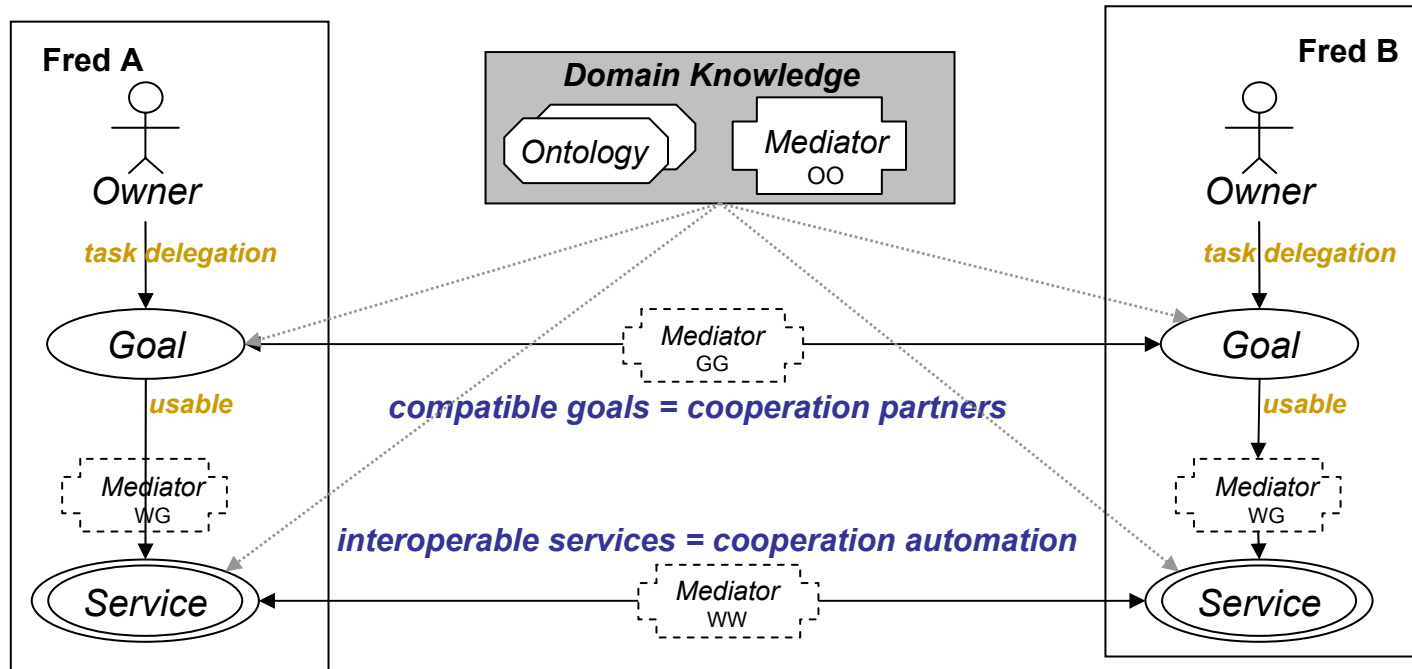 Fred A
Fred B
Domain Knowledge
Ontology
Mediator
OO
Owner
Owner
task delegation
task delegation
Goal
Mediator
GG
Goal
usable
compatible goals = cooperation partners
usable
Mediator
WG
Mediator
WG
interoperable services = cooperation automation
Service
Mediator
WW
Service